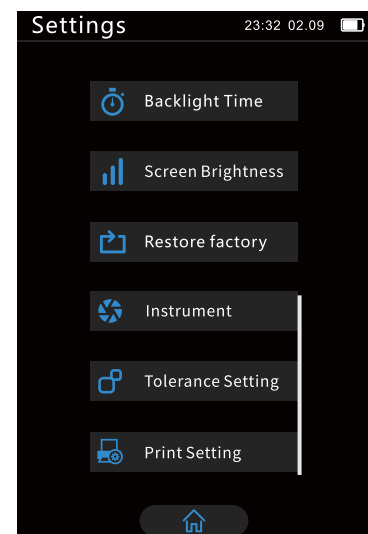 Settings 23:32 02.09
Backlight Time
Screen Brightness
Restore factory
Instrument
Tolerance Setting
Print Setting